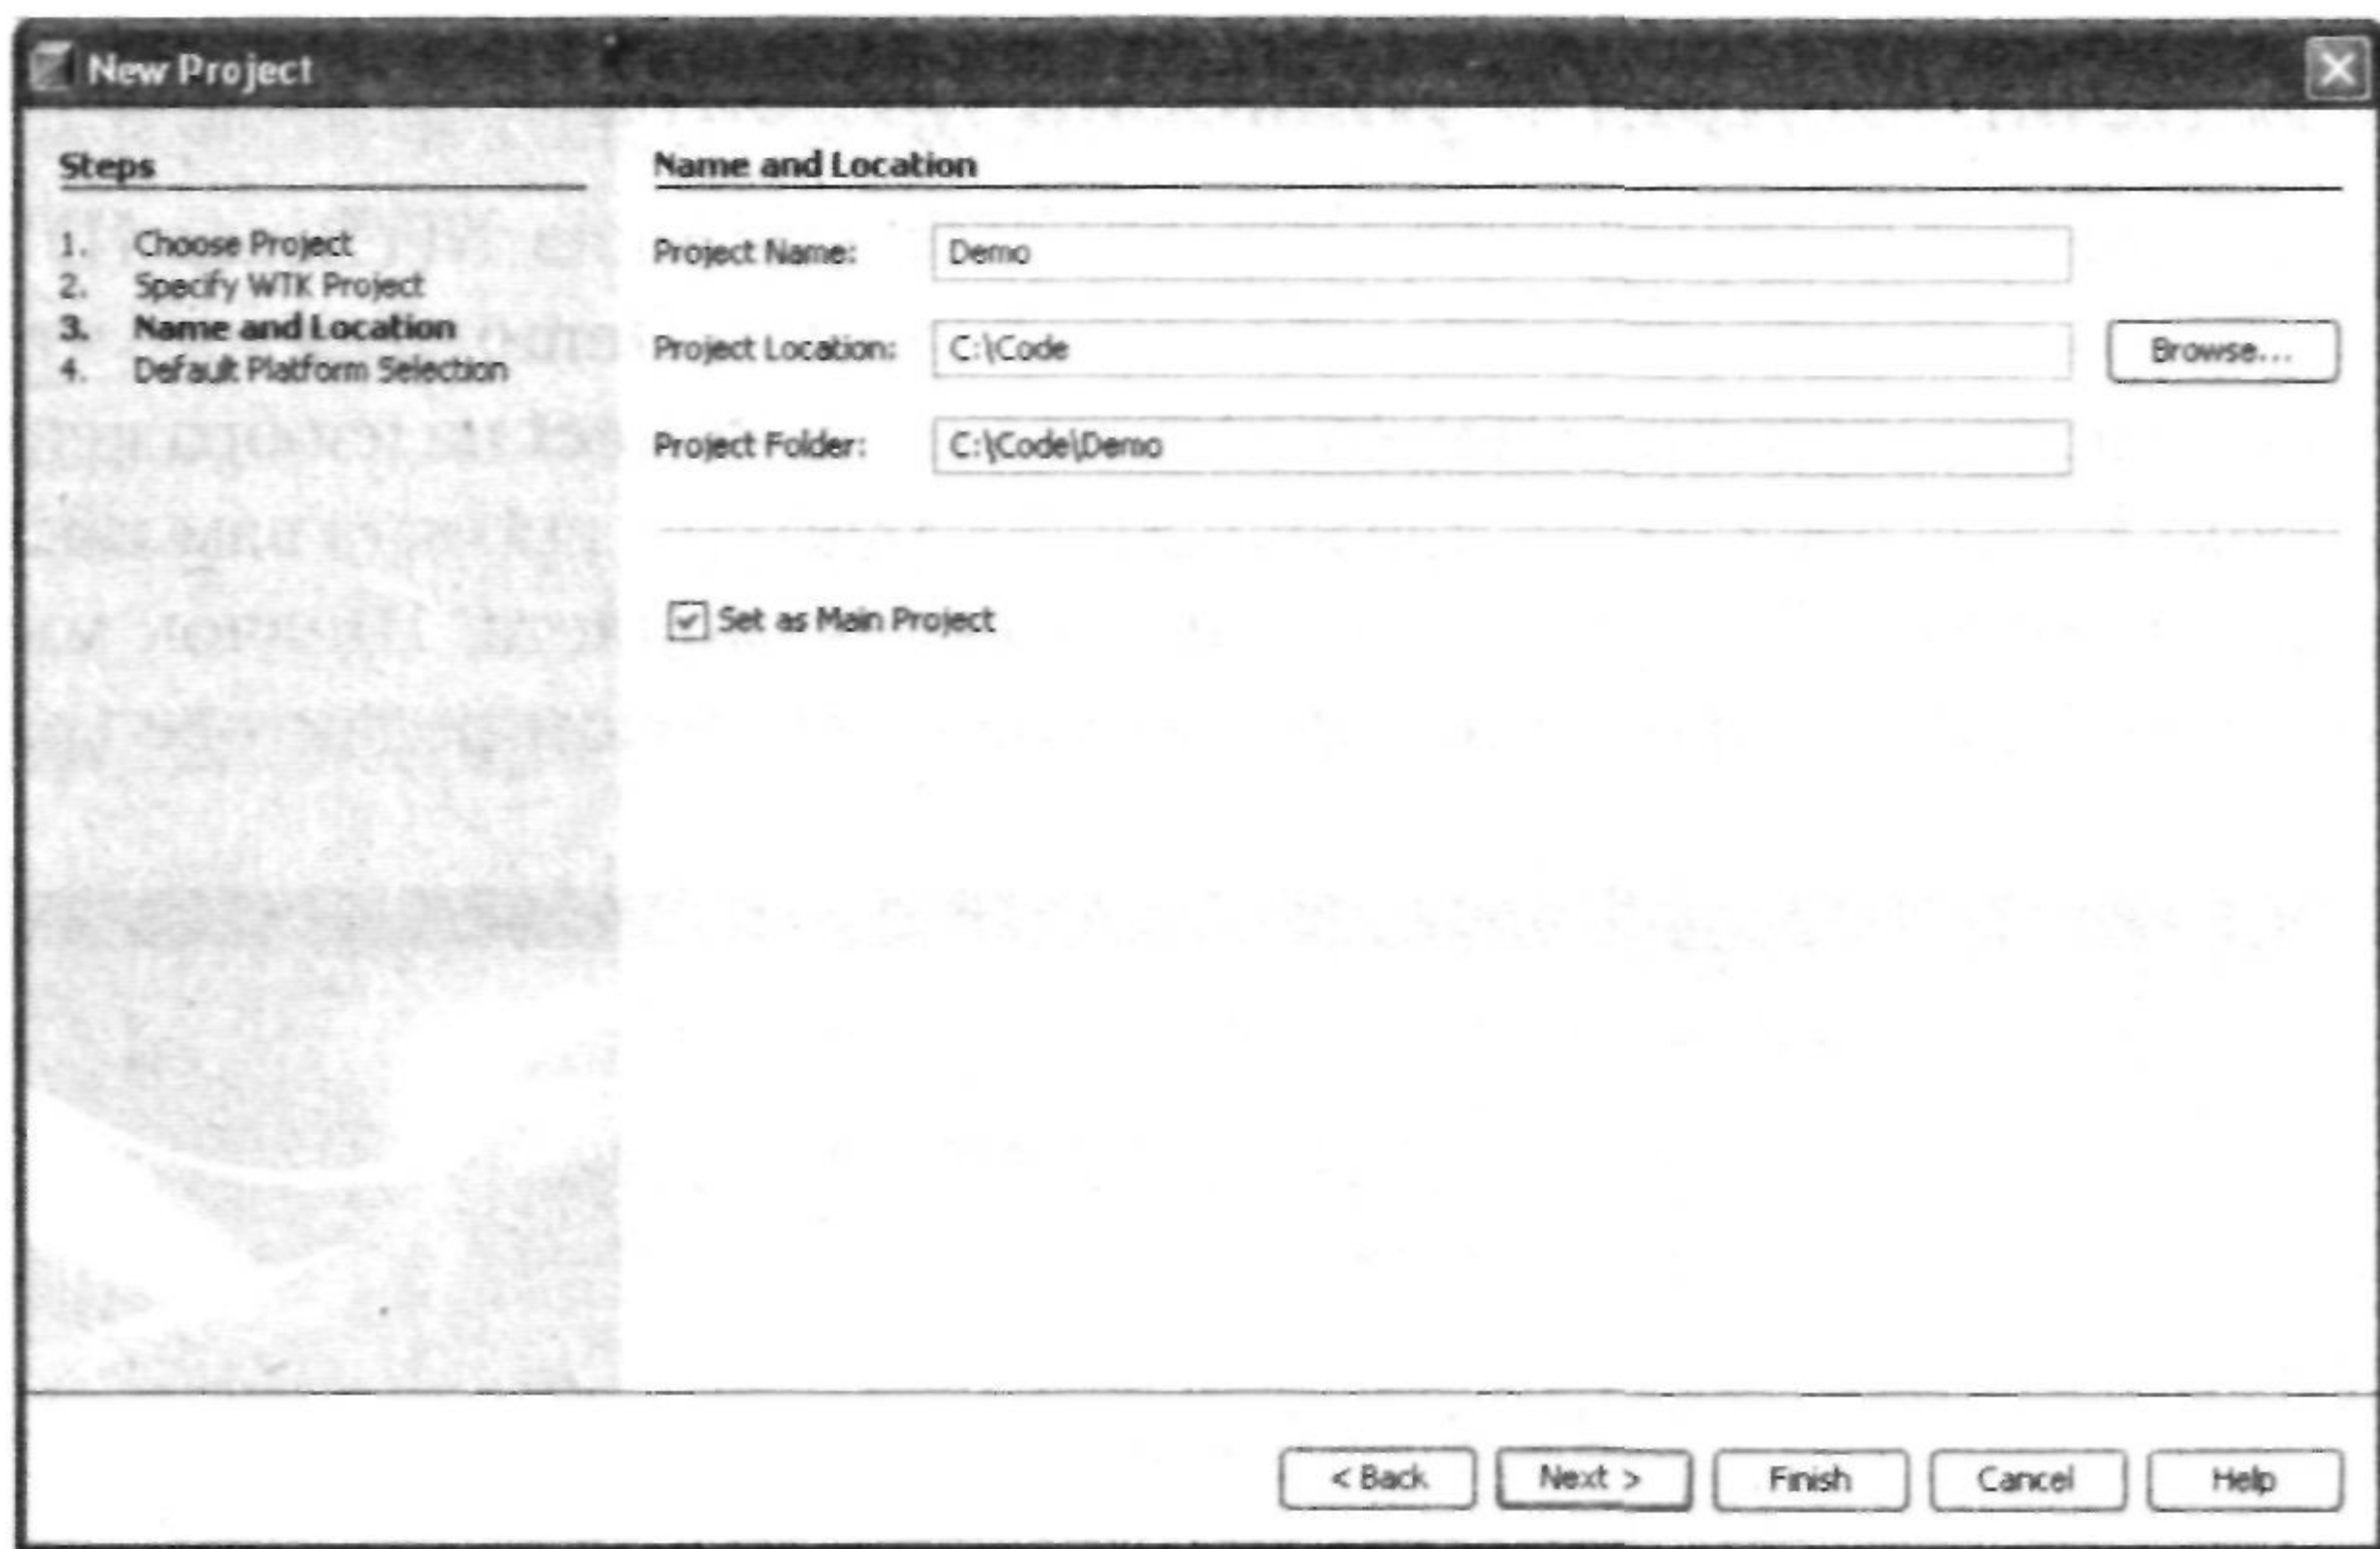 New Project
Steps
1. Choose Project
2. Specify WTK Project
3. Name and Location
4. Default Platform Selection
Name and Location
Project Name: Demo
Project Location: C:\Code Browse...
Project Folder: C:\Code\Demo
Set as Main Project
< Back Next > Finish Cancel Help